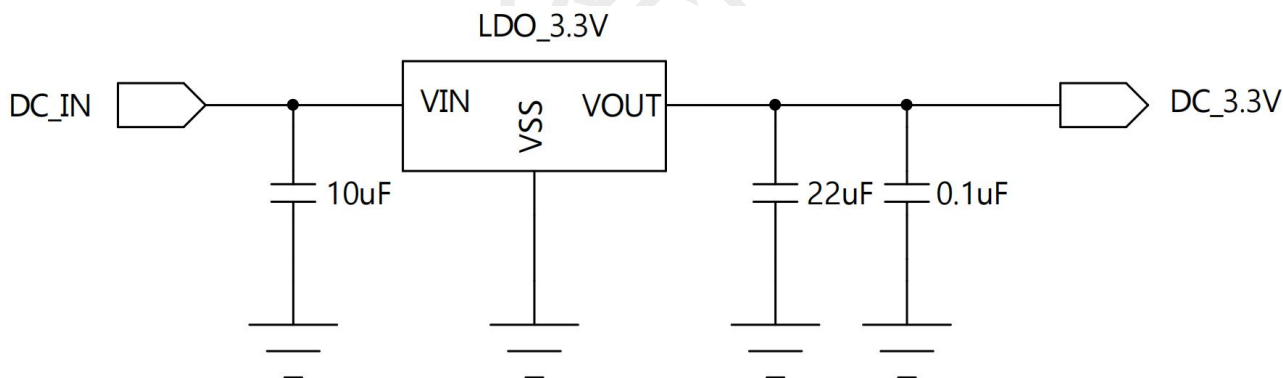 LDO_3.3V
DC_IN
VIN
VSS
VOUT
DC_3.3V
10uF
22uF
0.1uF